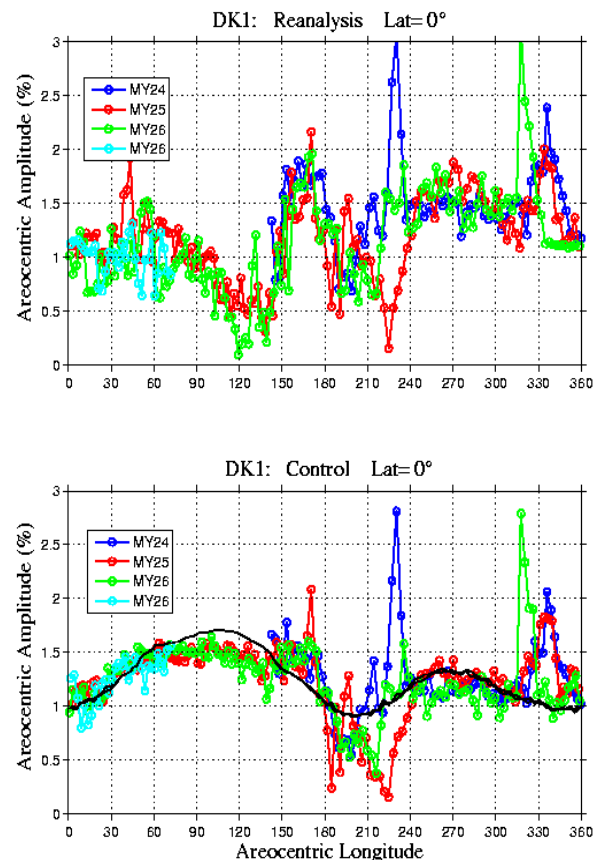 DK1: Reanalysis Lat= 0°
Areocentric Amplitude (%)
3
2.5
2
1.5
1
0.5
0
MY24
MY25
MY26
MY26
0 30 60 90 120 150 180 210 240 270 300 330 360
DK1: Control Lat= 0°
Areocentric Amplitude (%)
3
2.5
2
1.5
1
0.5
0
MY24
MY25
MY26
MY26
0 30 60 90 120 150 180 210 240 270 300 330 360
Areocentric Longitude